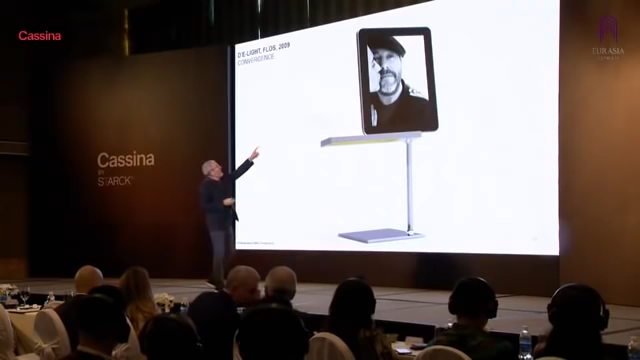 Cassina
D'E-LIGHT, FLOS, 2009
CONVERGENCE
EURASIA
Cassina
BY
STARCK